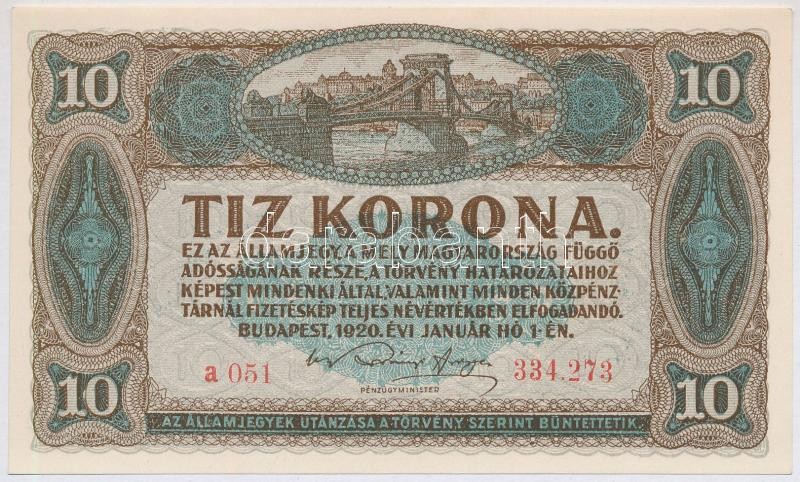 10 10
TIZ KORONA.
EZ AZ ÁLLAMJEGY, A MELY MAGYARORSZÁG FÜGGŐ
ADÓSSÁGÁNAK RÉSZE, A TÖRVÉNY HATÁROZATAIHOZ
KÉPEST MINDENKI ÁLTAL, VALAMINT MINDEN KÖZPÉNZ-
TÁRNÁL FIZETÉSKÉP TELJES NÉVÉRTÉKBEN ELFOGADANDÓ.
BUDAPEST, 1920. ÉVI JANUÁR HÓ 1-ÉN.
a 051 334.273
PÉNZÜGYMINISTER
10 10
AZ ÁLLAMJEGYEK UTÁNZÁSA A TÖRVÉNY SZERINT BÜNTETTETIK.